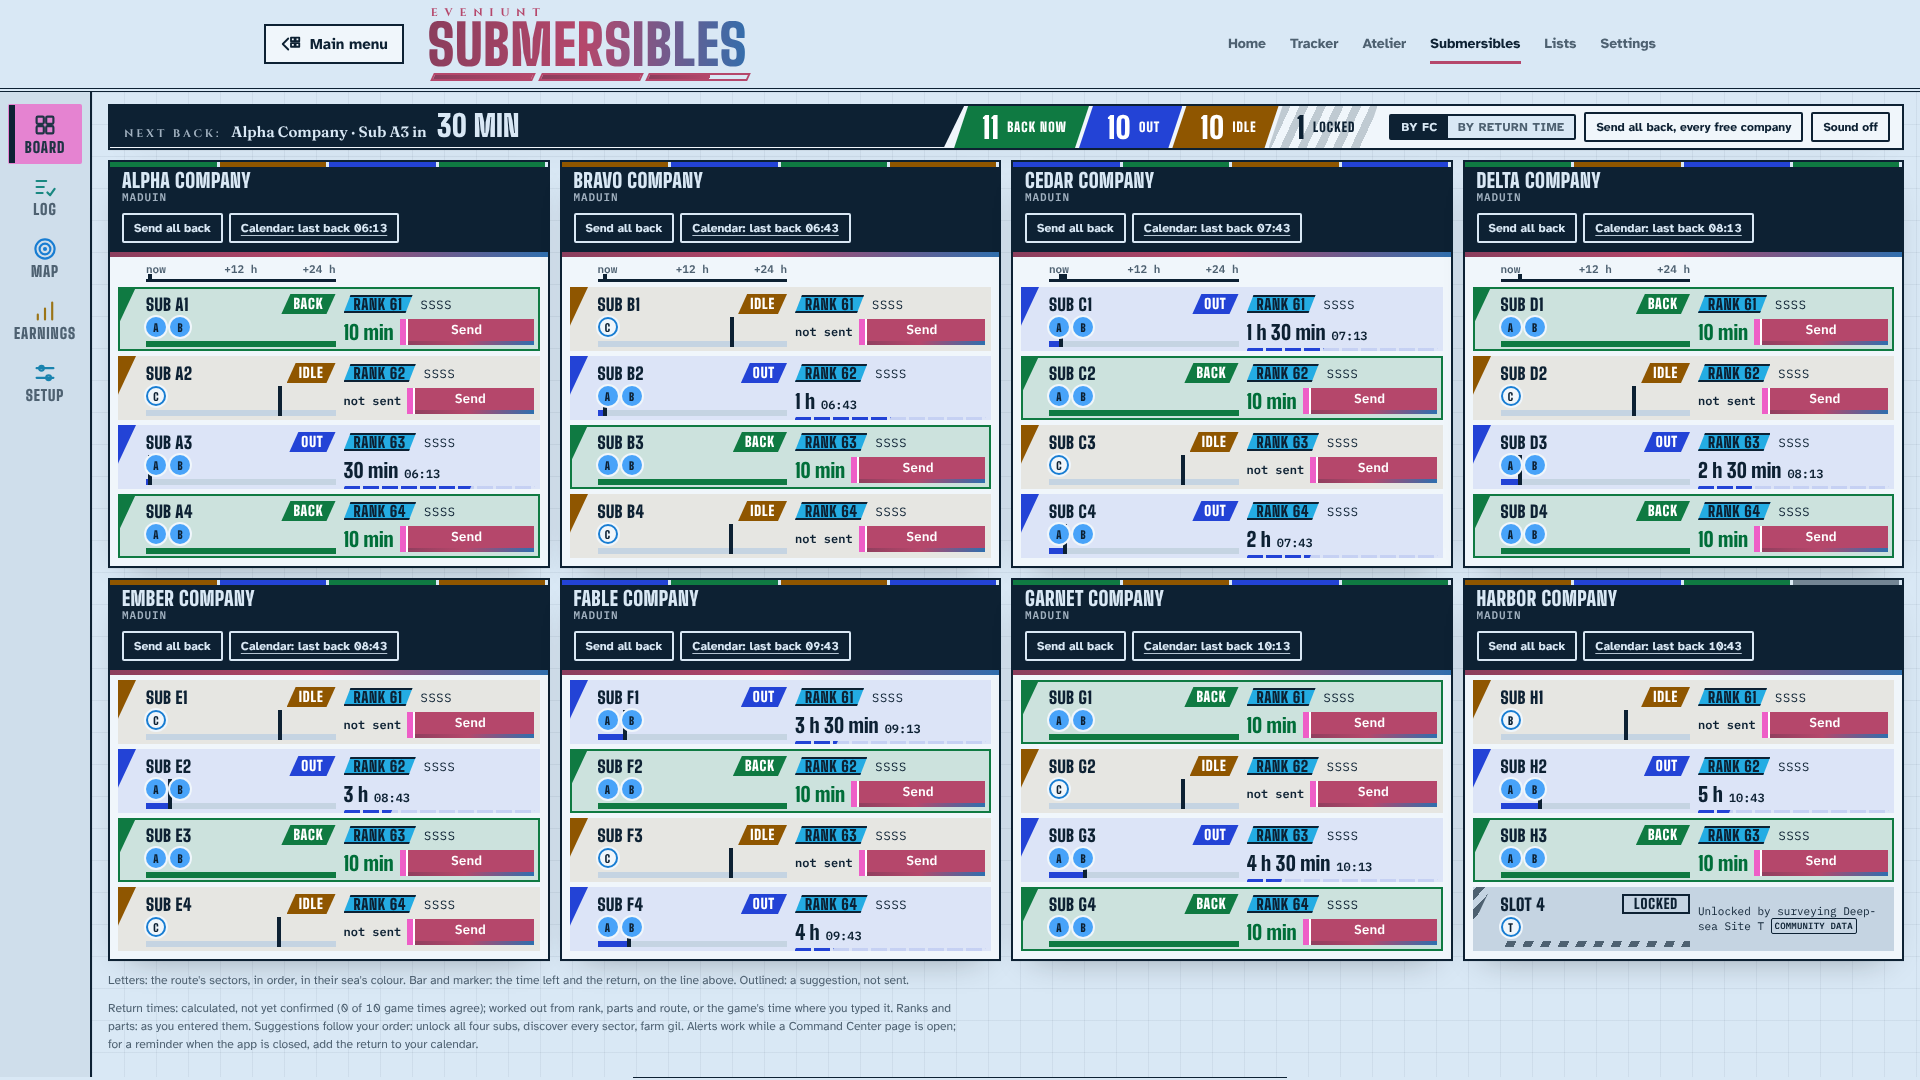 EVENIUNT
Main menu
SUBMERSIBLES
Home Tracker Atelier Submersibles Lists Settings
BOARD
LOG
MAP
EARNINGS
SETUP
NEXT BACK: Alpha Company · Sub A3 in 30 MIN
11 BACK NOW 10 OUT 10 IDLE 1 LOCKED
BY FC BY RETURN TIME Send all back, every free company Sound off
ALPHA COMPANY
MADUIN
Send all back Calendar: last back 06:13
now +12 h +24 h
SUB A1 BACK RANK 61 SSSS
A B 10 min Send
SUB A2 IDLE RANK 62 SSSS
C not sent Send
SUB A3 OUT RANK 63 SSSS
A B 30 min 06:13
SUB A4 BACK RANK 64 SSSS
A B 10 min Send
BRAVO COMPANY
MADUIN
Send all back Calendar: last back 06:43
now +12 h +24 h
SUB B1 IDLE RANK 61 SSSS
C not sent Send
SUB B2 OUT RANK 62 SSSS
A B 1 h 06:43
SUB B3 BACK RANK 63 SSSS
A B 10 min Send
SUB B4 IDLE RANK 64 SSSS
C not sent Send
CEDAR COMPANY
MADUIN
Send all back Calendar: last back 07:43
now +12 h +24 h
SUB C1 OUT RANK 61 SSSS
A B 1 h 30 min 07:13
SUB C2 BACK RANK 62 SSSS
A B 10 min Send
SUB C3 IDLE RANK 63 SSSS
C not sent Send
SUB C4 OUT RANK 64 SSSS
A B 2 h 07:43
DELTA COMPANY
MADUIN
Send all back Calendar: last back 08:13
now +12 h +24 h
SUB D1 BACK RANK 61 SSSS
A B 10 min Send
SUB D2 IDLE RANK 62 SSSS
C not sent Send
SUB D3 OUT RANK 63 SSSS
A B 2 h 30 min 08:13
SUB D4 BACK RANK 64 SSSS
A B 10 min Send
EMBER COMPANY
MADUIN
Send all back Calendar: last back 08:43
SUB E1 IDLE RANK 61 SSSS
C not sent Send
SUB E2 OUT RANK 62 SSSS
A B 3 h 08:43
SUB E3 BACK RANK 63 SSSS
A B 10 min Send
SUB E4 IDLE RANK 64 SSSS
C not sent Send
FABLE COMPANY
MADUIN
Send all back Calendar: last back 09:43
SUB F1 OUT RANK 61 SSSS
A B 3 h 30 min 09:13
SUB F2 BACK RANK 62 SSSS
A B 10 min Send
SUB F3 IDLE RANK 63 SSSS
C not sent Send
SUB F4 OUT RANK 64 SSSS
A B 4 h 09:43
GARNET COMPANY
MADUIN
Send all back Calendar: last back 10:13
SUB G1 BACK RANK 61 SSSS
A B 10 min Send
SUB G2 IDLE RANK 62 SSSS
C not sent Send
SUB G3 OUT RANK 63 SSSS
A B 4 h 30 min 10:13
SUB G4 BACK RANK 64 SSSS
A B 10 min Send
HARBOR COMPANY
MADUIN
Send all back Calendar: last back 10:43
SUB H1 IDLE RANK 61 SSSS
B not sent Send
SUB H2 OUT RANK 62 SSSS
A B 5 h 10:43
SUB H3 BACK RANK 63 SSSS
A B 10 min Send
SLOT 4 LOCKED Unlocked by surveying Deep-
T sea Site T COMMUNITY DATA
Letters: the route's sectors, in order, in their sea's colour. Bar and marker: the time left and the return, on the line above. Outlined: a suggestion, not sent.
Return times: calculated, not yet confirmed (0 of 10 game times agree); worked out from rank, parts and route, or the game's time where you typed it. Ranks and
parts: as you entered them. Suggestions follow your order: unlock all four subs, discover every sector, farm gil. Alerts work while a Command Center page is open;
for a reminder when the app is closed, add the return to your calendar.